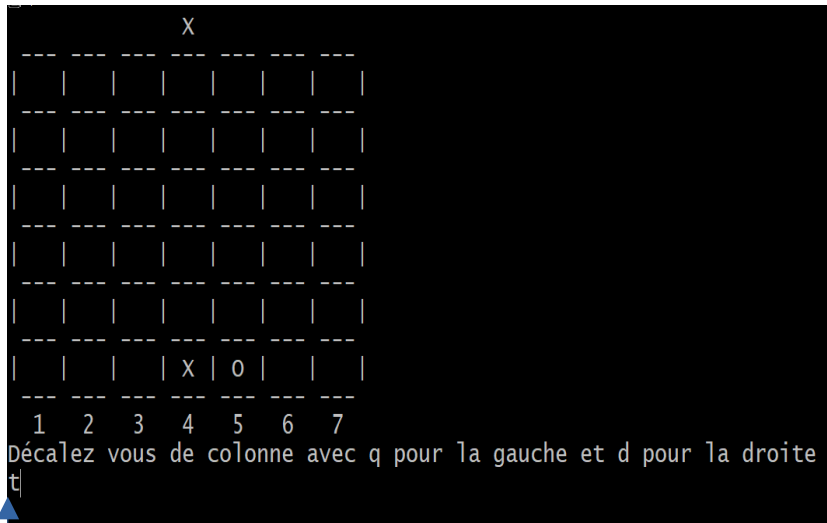 X
--- --- --- --- --- --- ---
| | | | | | | |
--- --- --- --- --- --- ---
| | | | | | | |
--- --- --- --- --- --- ---
| | | | | | | |
--- --- --- --- --- --- ---
| | | | | | | |
--- --- --- --- --- --- ---
| | | | | | | |
--- --- --- --- --- --- ---
| | | | X | O | | |
--- --- --- --- --- --- ---
1 2 3 4 5 6 7
Décalez vous de colonne avec q pour la gauche et d pour la droite
t